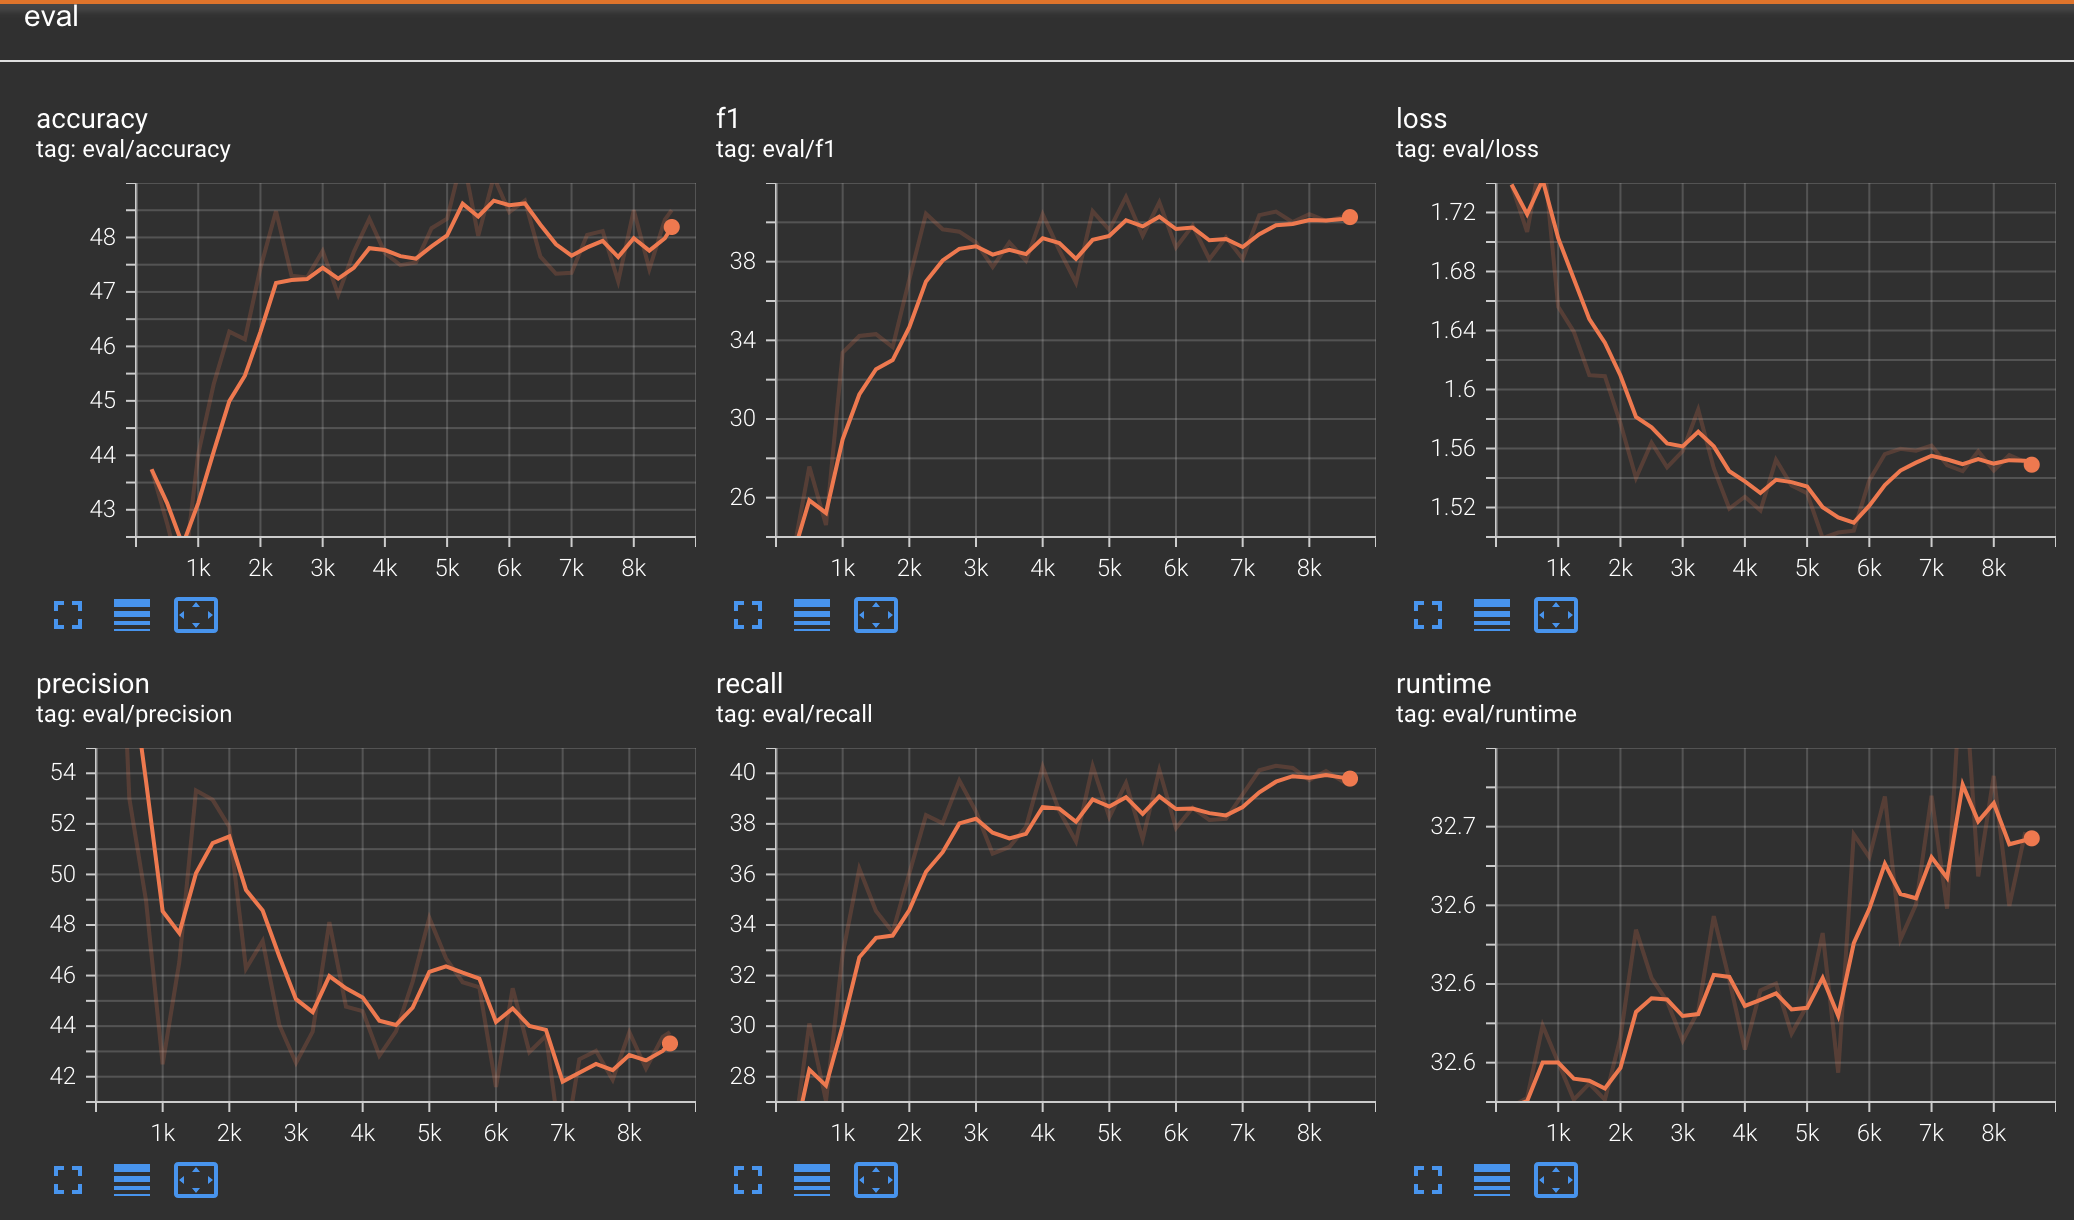 eval
accuracy
tag: eval/accuracy
48
47
46
45
44
43
1k 2k 3k 4k 5k 6k 7k 8k
f1
tag: eval/f1
38
34
30
26
1k 2k 3k 4k 5k 6k 7k 8k
loss
tag: eval/loss
1.72
1.68
1.64
1.6
1.56
1.52
1k 2k 3k 4k 5k 6k 7k 8k
precision
tag: eval/precision
54
52
50
48
46
44
42
1k 2k 3k 4k 5k 6k 7k 8k
recall
tag: eval/recall
40
38
36
34
32
30
28
1k 2k 3k 4k 5k 6k 7k 8k
runtime
tag: eval/runtime
32.7
32.6
32.6
32.6
1k 2k 3k 4k 5k 6k 7k 8k